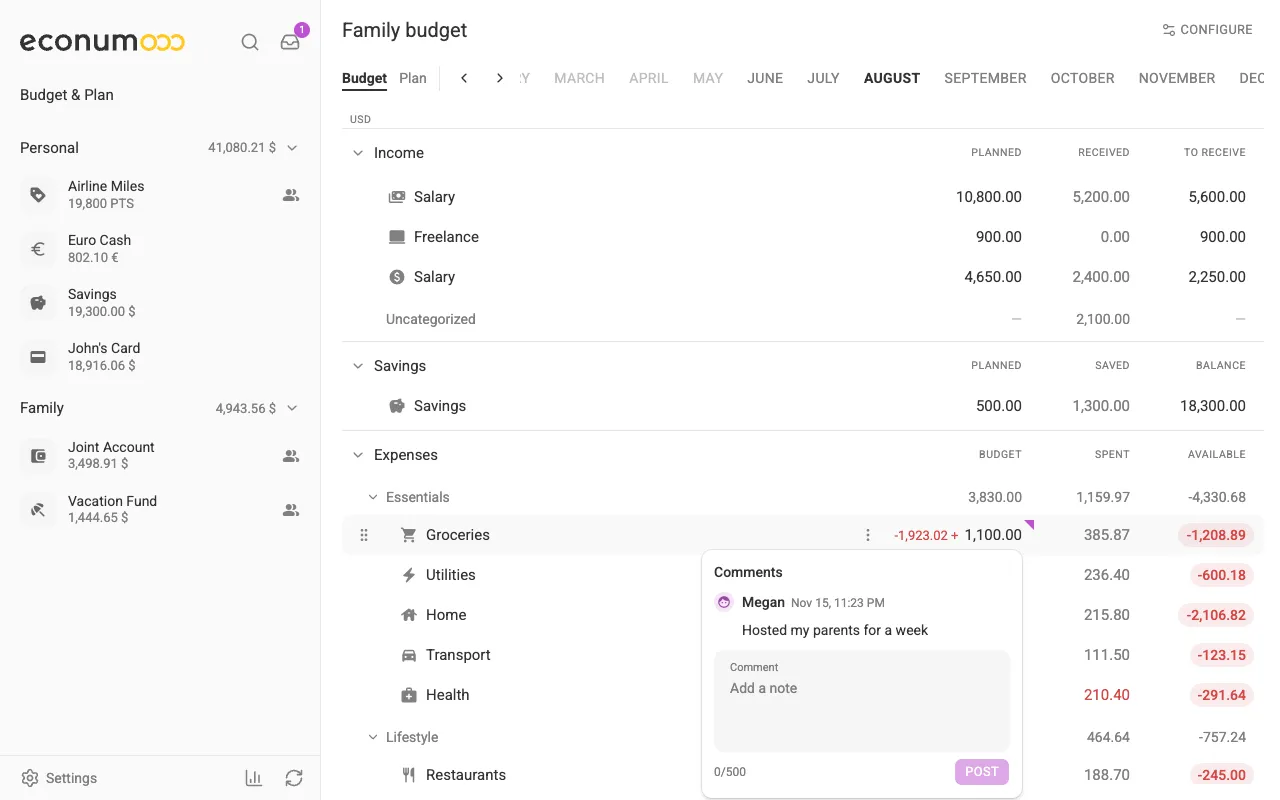 econumo
1
Budget & Plan
Personal 41,080.21 $
Airline Miles
19,800 PTS
Euro Cash
802.10 €
Savings
19,300.00 $
John's Card
18,916.06 $
Family 4,943.56 $
Joint Account
3,498.91 $
Vacation Fund
1,444.65 $
Settings
Family budget
CONFIGURE
Budget Plan RY MARCH APRIL MAY JUNE JULY AUGUST SEPTEMBER OCTOBER NOVEMBER DEC
USD
Income PLANNED RECEIVED TO RECEIVE
Salary 10,800.00 5,200.00 5,600.00
Freelance 900.00 0.00 900.00
Salary 4,650.00 2,400.00 2,250.00
Uncategorized – 2,100.00 –
Savings PLANNED SAVED BALANCE
Savings 500.00 1,300.00 18,300.00
Expenses BUDGET SPENT AVAILABLE
Essentials 3,830.00 1,159.97 -4,330.68
Groceries -1,923.02 + 1,100.00 385.87 -1,208.89
Utilities 236.40 -600.18
Home 215.80 -2,106.82
Transport 111.50 -123.15
Health 210.40 -291.64
Lifestyle 464.64 -757.24
Restaurants 188.70 -245.00
Comments
Megan Nov 15, 11:23 PM
Hosted my parents for a week
Comment
Add a note
0/500 POST